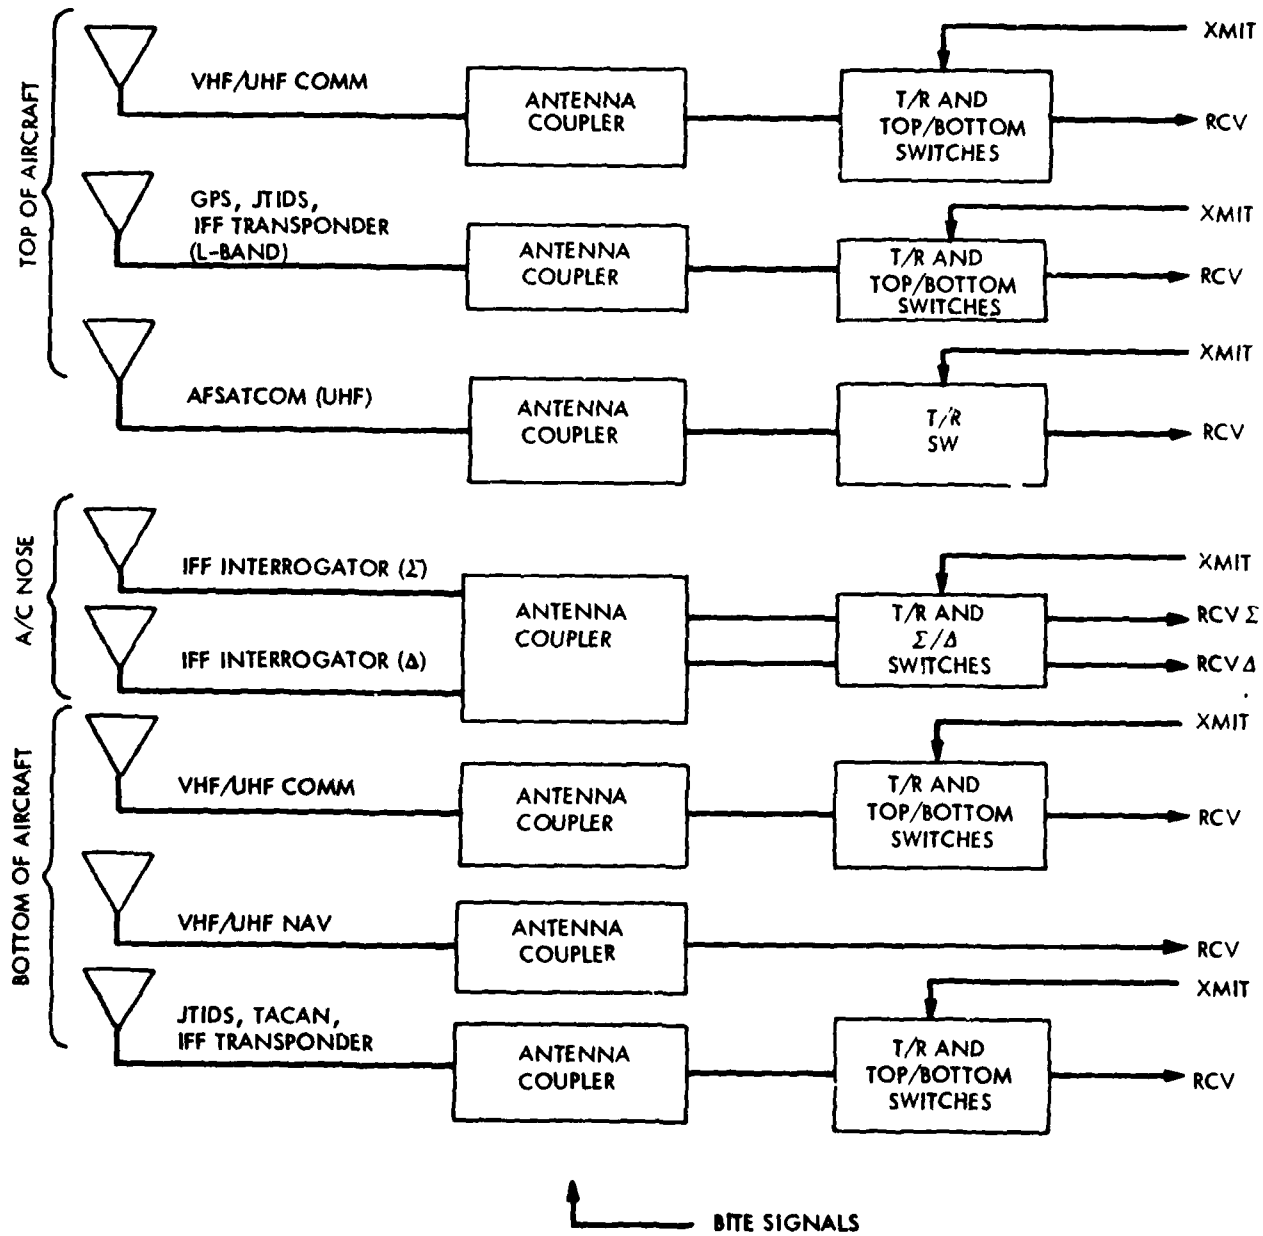 TOP OF AIRCRAFT
VHF/UHF COMM
ANTENNA
COUPLER
T/R AND
TOP/BOTTOM
SWITCHES
XMIT
RCV
GPS, JTIDS,
IFF TRANSPONDER
(L-BAND)
ANTENNA
COUPLER
T/R AND
TOP/BOTTOM
SWITCHES
XMIT
RCV
AFSATCOM (UHF)
ANTENNA
COUPLER
T/R
SW
XMIT
RCV
A/C NOSE
IFF INTERROGATOR (Σ)
IFF INTERROGATOR (Δ)
ANTENNA
COUPLER
T/R AND
Σ/Δ
SWITCHES
XMIT
RCV Σ
RCV Δ
BOTTOM OF AIRCRAFT
VHF/UHF COMM
ANTENNA
COUPLER
T/R AND
TOP/BOTTOM
SWITCHES
XMIT
RCV
VHF/UHF NAV
ANTENNA
COUPLER
RCV
JTIDS, TACAN,
IFF TRANSPONDER
ANTENNA
COUPLER
T/R AND
TOP/BOTTOM
SWITCHES
XMIT
RCV
BITE SIGNALS